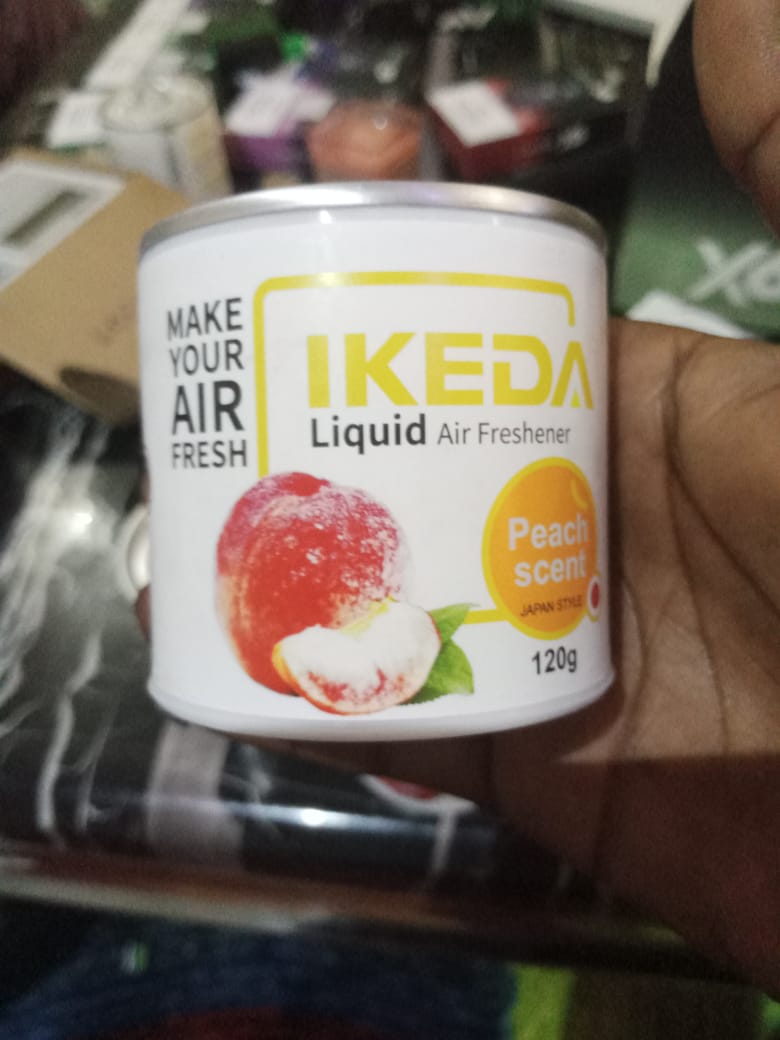 MAKE
YOUR
AIR
FRESH
IKEDA
Liquid Air Freshener
Peach
scent
JAPAN STYLE
120g